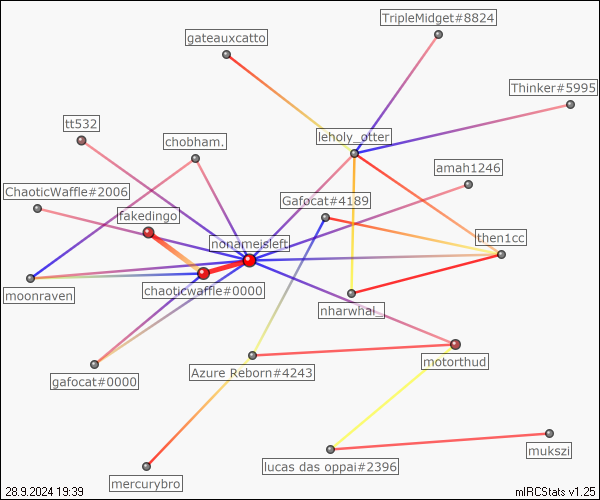 TripleMidget#8824
gateauxcatto
Thinker#5995
tt532
chobham.
leholy_otter
amah1246
ChaoticWaffle#2006
Gafocat#4189
fakedingo
then1cc
nonameisleft
moonraven
chaoticwaffle#0000
nharwhal_
motorthud
Azure Reborn#4243
gafocat#0000
mukszi
lucas das oppai#2396
mercurybro
28.9.2024 19:39
mIRCStats v1.25